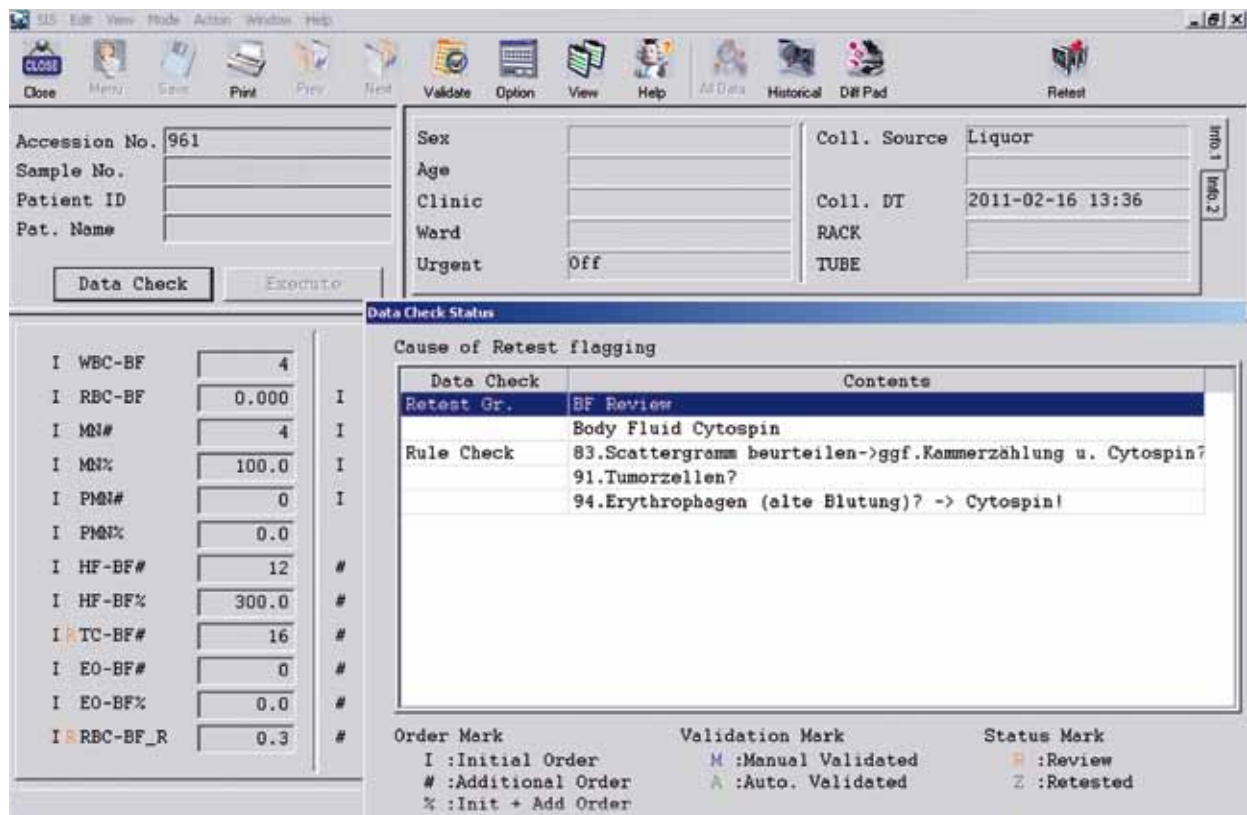 SIS Edit View Mode Action Window Help
CLOSE
Close Menu Save Print Prev Next Validate Option View Help All Data Historical Diff Pad Retest
Accession No. 961
Sample No.
Patient ID
Pat. Name
Data Check Execute
Sex
Age
Clinic
Ward
Urgent Off
Coll. Source Liquor
Coll. DT 2011-02-16 13:36
RACK
TUBE
Info.1
Info.2
I WBC-BF 4
I RBC-BF 0.000 I
I MN# 4 I
I MN% 100.0 I
I PMN# 0 I
I PMN% 0.0
I HF-BF# 12 #
I HF-BF% 300.0 #
I R TC-BF# 16 #
I EO-BF# 0 #
I EO-BF% 0.0 #
I R RBC-BF_R 0.3 #
Data Check Status
Cause of Retest flagging
Data Check Contents
Retest Gr. BF Review
Body Fluid Cytospin
Rule Check 83.Scattergramm beurteilen->ggf.Kammerzählung u. Cytospin?
91.Tumorzellen?
94.Erythrophagen (alte Blutung)? -> Cytospin!
Order Mark Validation Mark Status Mark
I :Initial Order M :Manual Validated R :Review
# :Additional Order A :Auto. Validated Z :Retested
% :Init + Add Order